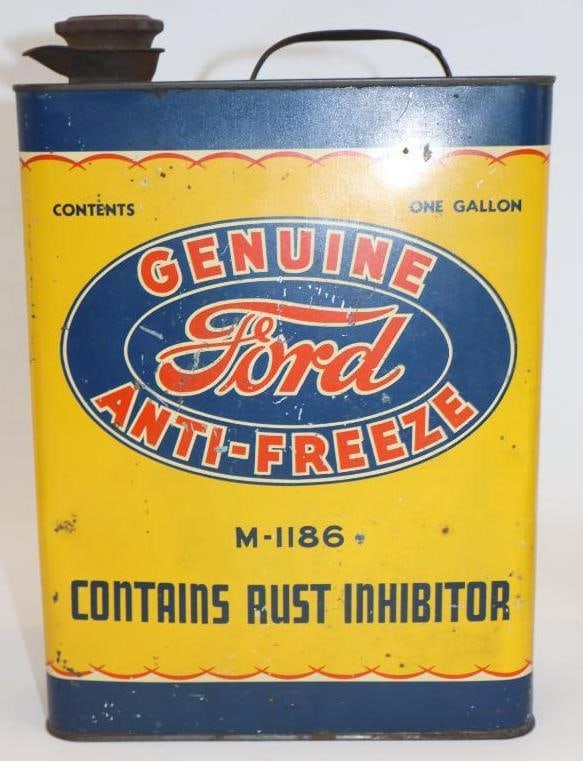 CONTENTS ONE GALLON
GENUINE
Ford
ANTI-FREEZE
M-1186
CONTAINS RUST INHIBITOR